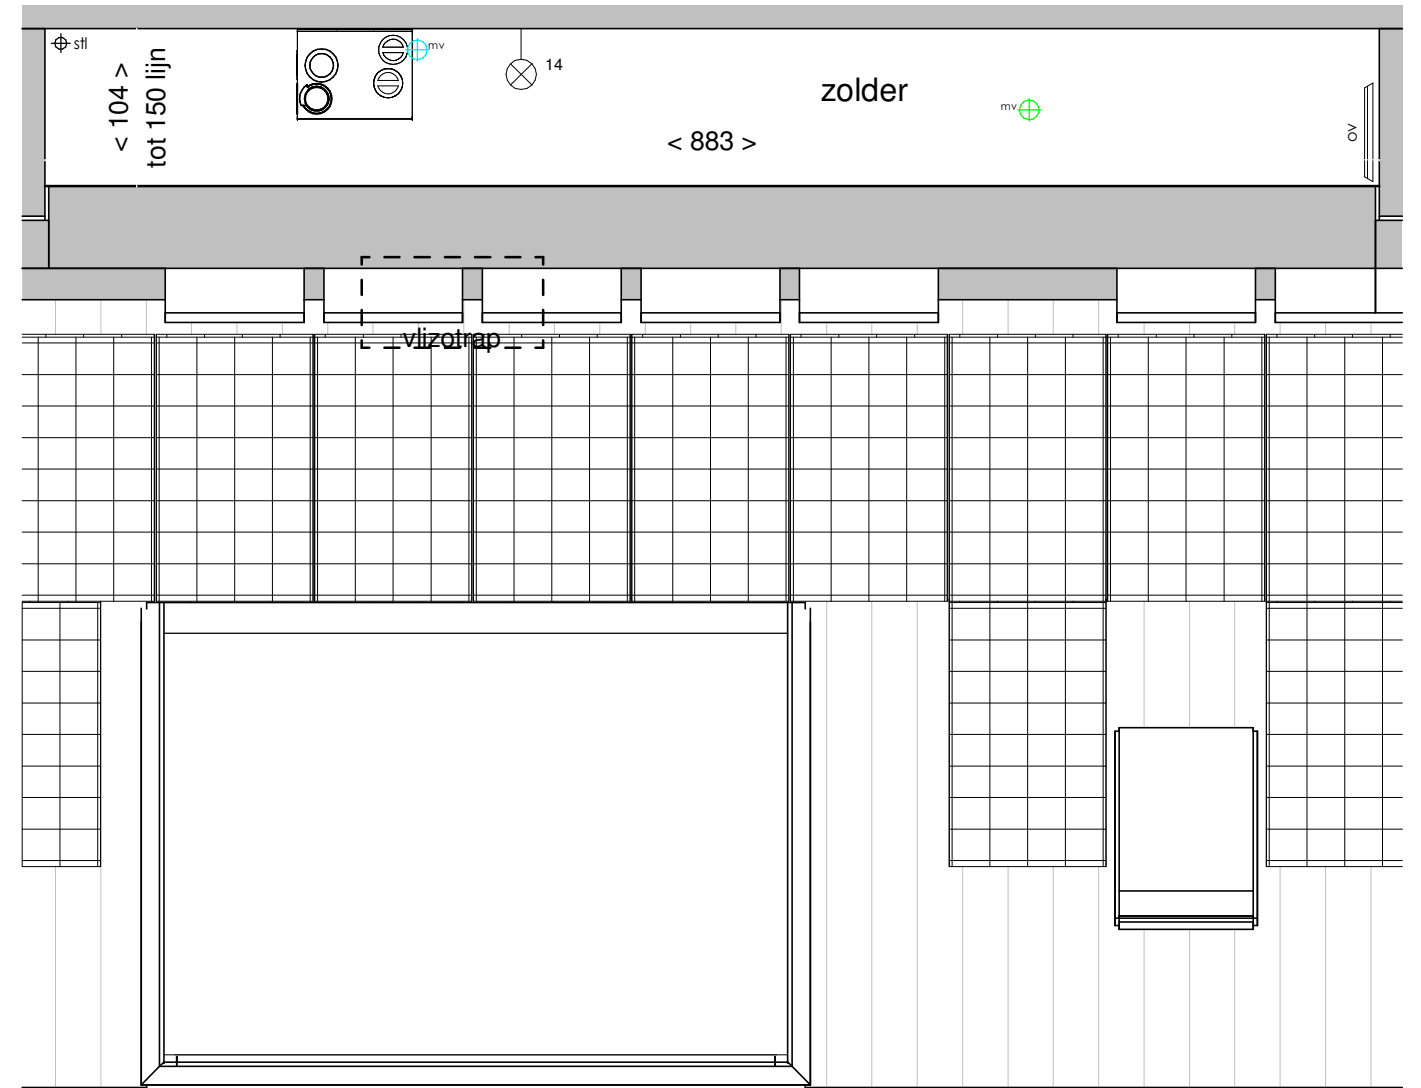 stl
< 104 >
tot 150 lijn
mv
14
zolder
< 883 >
mv
ov
vlizotrap